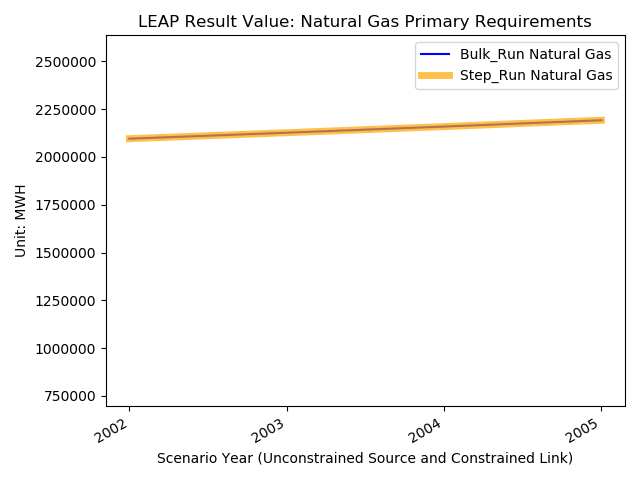 LEAP Result Value: Natural Gas Primary Requirements
Bulk_Run Natural Gas
Step_Run Natural Gas
2500000
2250000
2000000
1750000
1500000
1250000
1000000
750000
Unit: MWH
2002
2003
2004
2005
Scenario Year (Unconstrained Source and Constrained Link)